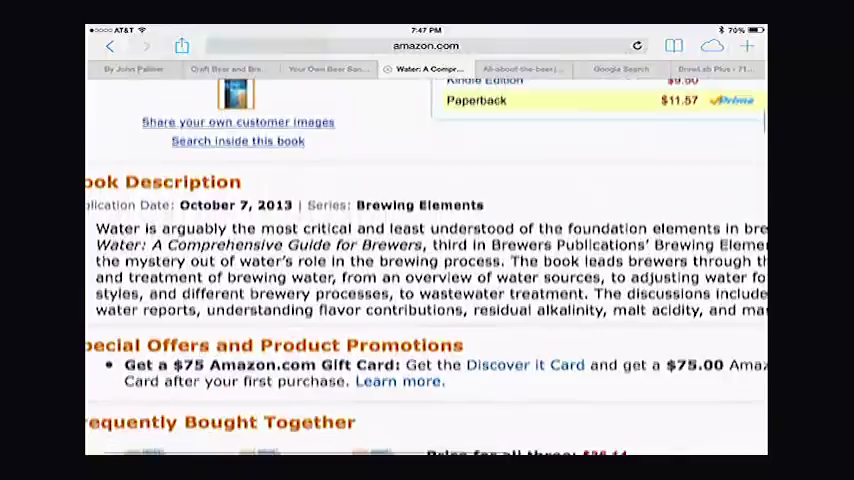 AT&T
7:47 PM
70%
amazon.com
By John Palmer
Craft Beer and Bre...
Your Own Beer San...
Water: A Compr...
All-about-the-beer|...
Google Search
BrewLab Plus - 71...
Kindle Edition
$9.50
Paperback
$11.57
Prime
Share your own customer images
Search inside this book
ook Description
lication Date: October 7, 2013 | Series: Brewing Elements
Water is arguably the most critical and least understood of the foundation elements in bre
Water: A Comprehensive Guide for Brewers, third in Brewers Publications' Brewing Eleme
the mystery out of water's role in the brewing process. The book leads brewers through th
and treatment of brewing water, from an overview of water sources, to adjusting water fo
styles, and different brewery processes, to wastewater treatment. The discussions include
water reports, understanding flavor contributions, residual alkalinity, malt acidity, and ma
pecial Offers and Product Promotions
• Get a $75 Amazon.com Gift Card: Get the Discover it Card and get a $75.00 Amaz
Card after your first purchase. Learn more.
requently Bought Together
Price for all three: